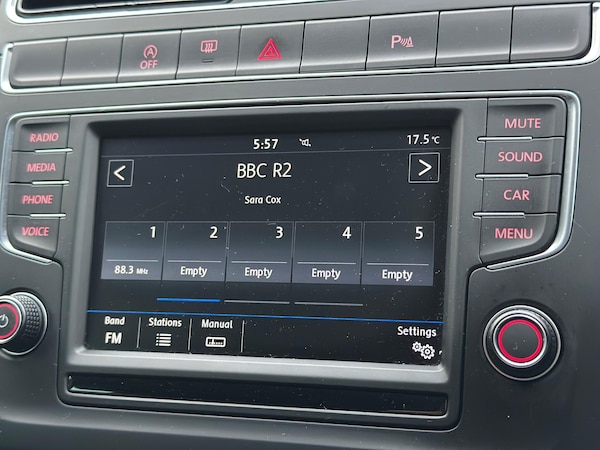 OFF
P
RADIO
MEDIA
PHONE
VOICE
MUTE
SOUND
CAR
MENU
5:57
17.5°C
< BBC R2 >
Sara Cox
1 2 3 4 5
88.3 MHz Empty Empty Empty Empty
Band Stations Manual Settings
FM